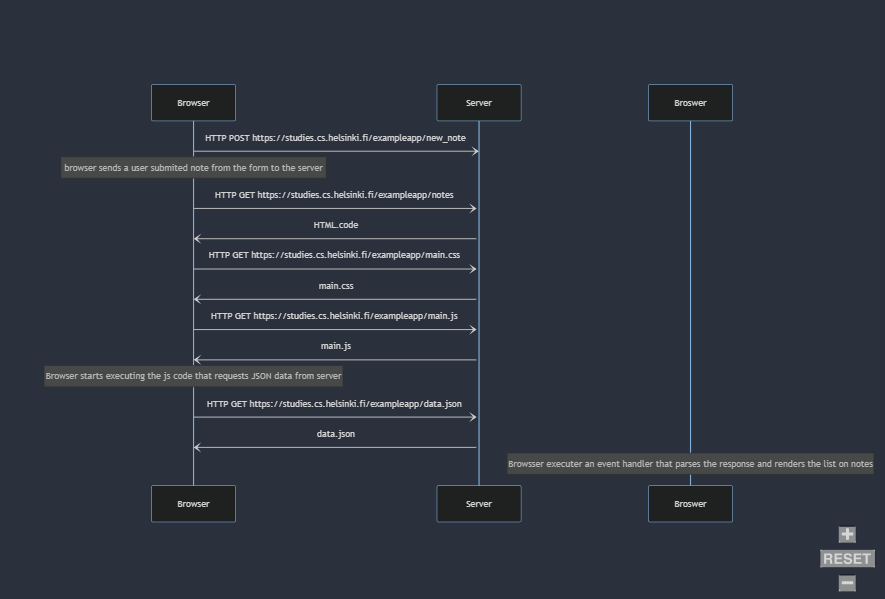 Browser
Server
Broswer
HTTP POST https://studies.cs.helsinki.fi/exampleapp/new_note
browser sends a user submited note from the form to the server
HTTP GET https://studies.cs.helsinki.fi/exampleapp/notes
HTML.code
HTTP GET https://studies.cs.helsinki.fi/exampleapp/main.css
main.css
HTTP GET https://studies.cs.helsinki.fi/exampleapp/main.js
main.js
Browser starts executing the js code that requests JSON data from server
HTTP GET https://studies.cs.helsinki.fi/exampleapp/data.json
data.json
Browsser executer an event handler that parses the response and renders the list on notes
Browser
Server
Broswer
+
RESET
-